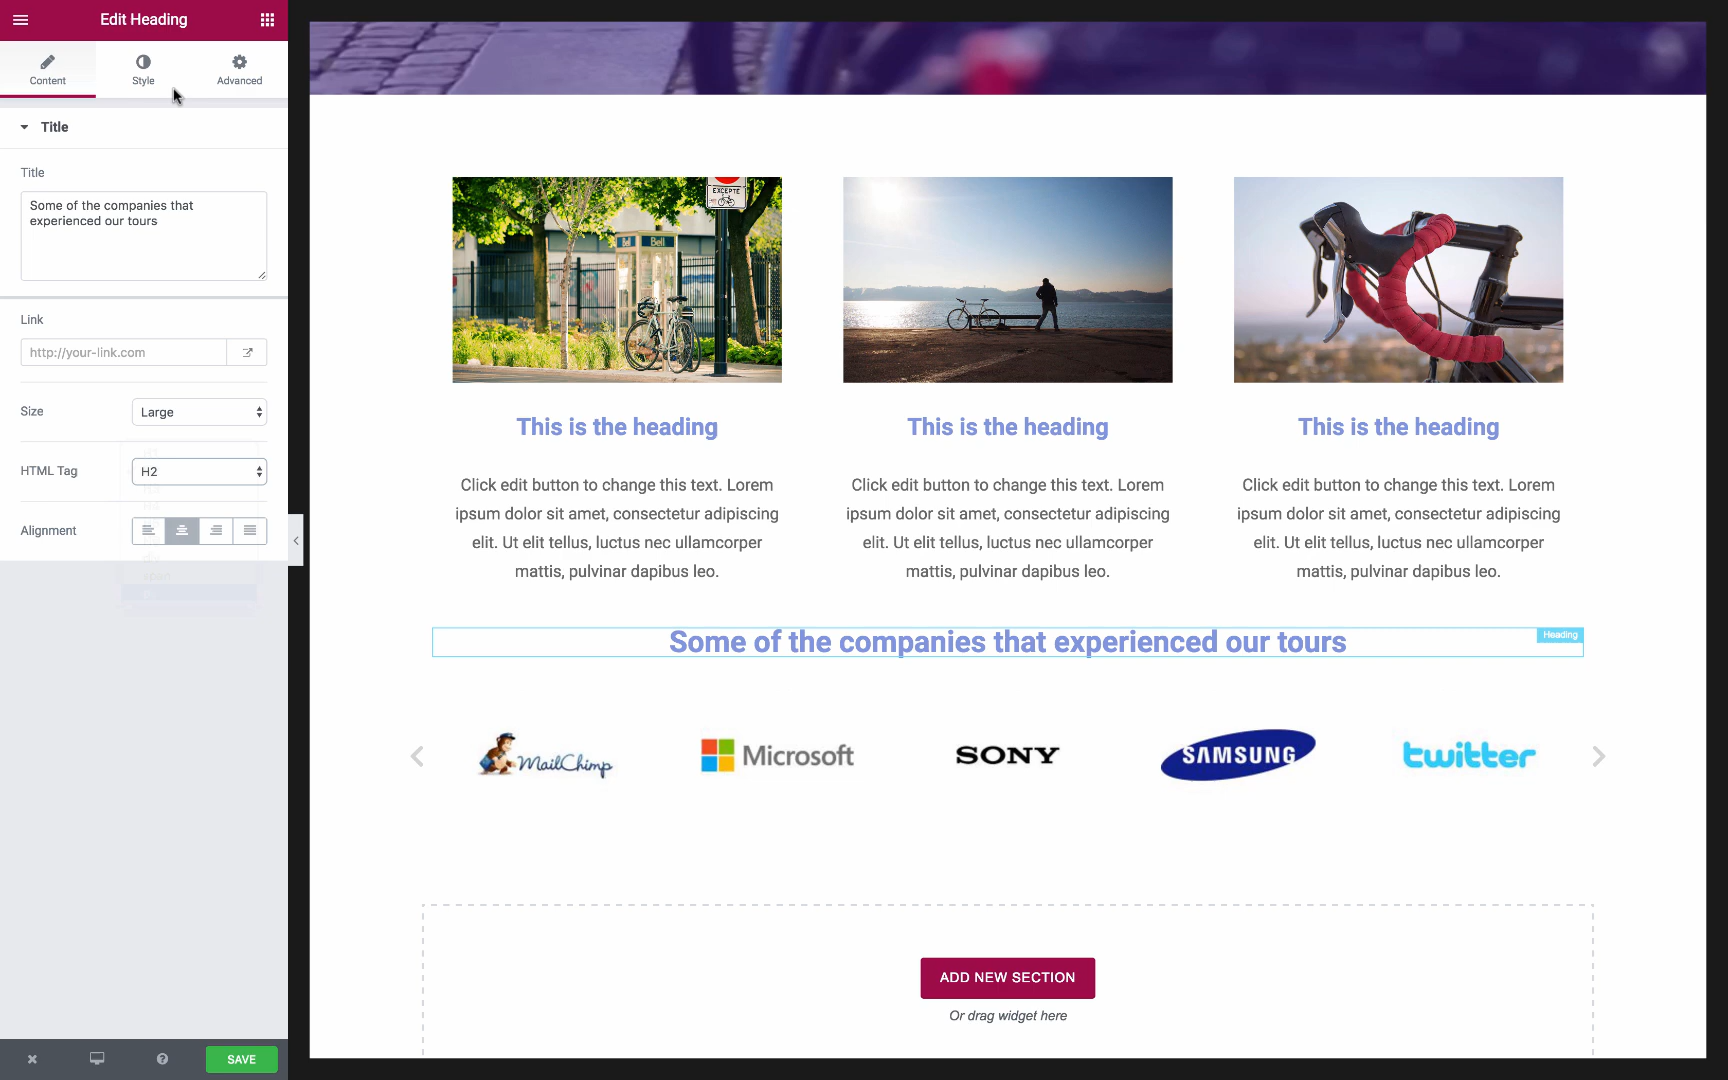 Edit Heading
Content
Style
Advanced
Title
Title
Some of the companies that
experienced our tours
Link
http://your-link.com
Size
Large
HTML Tag
H2
Alignment
SAVE
EXCEPTÉ
Bell
Bell
This is the heading
This is the heading
This is the heading
Click edit button to change this text. Lorem
ipsum dolor sit amet, consectetur adipiscing
elit. Ut elit tellus, luctus nec ullamcorper
mattis, pulvinar dapibus leo.
Click edit button to change this text. Lorem
ipsum dolor sit amet, consectetur adipiscing
elit. Ut elit tellus, luctus nec ullamcorper
mattis, pulvinar dapibus leo.
Click edit button to change this text. Lorem
ipsum dolor sit amet, consectetur adipiscing
elit. Ut elit tellus, luctus nec ullamcorper
mattis, pulvinar dapibus leo.
Some of the companies that experienced our tours
Heading
MailChimp
Microsoft
SONY
SAMSUNG
twitter
ADD NEW SECTION
Or drag widget here